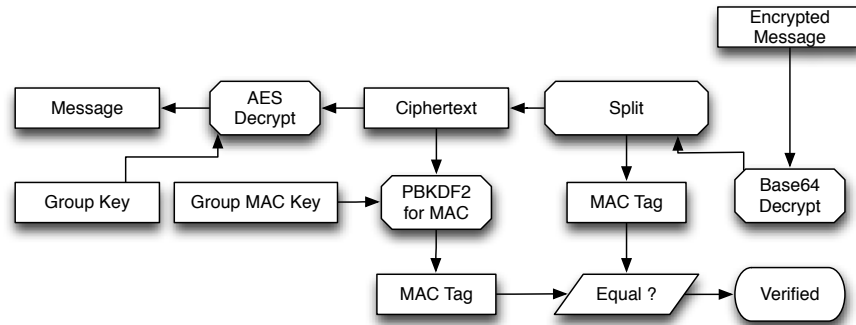 Encrypted
Message
Message
AES
Decrypt
Ciphertext
Split
Group Key
Group MAC Key
PBKDF2
for MAC
MAC Tag
Base64
Decrypt
MAC Tag
Equal ?
Verified